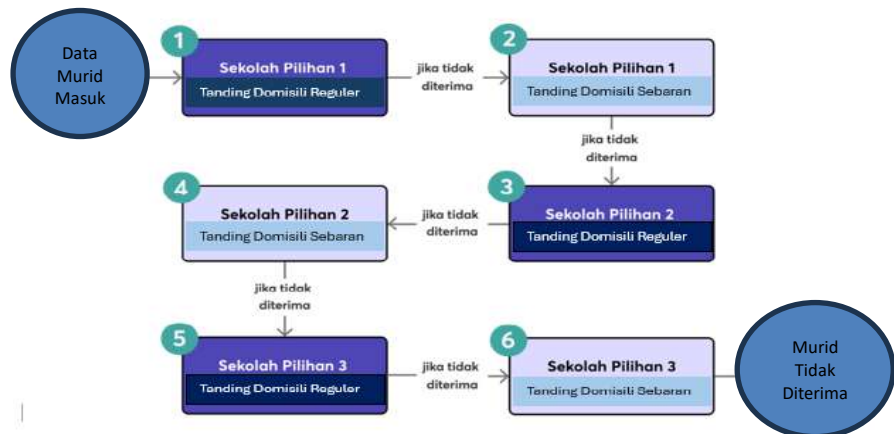 Data
Murid
Masuk
1
Sekolah Pilihan 1
Tanding Domisili Reguler
jika tidak
diterima
2
Sekolah Pilihan 1
Tanding Domisili Sebaran
jika tidak
diterima
3
Sekolah Pilihan 2
Tanding Domisili Reguler
jika tidak
diterima
4
Sekolah Pilihan 2
Tanding Domisili Sebaran
jika tidak
diterima
5
Sekolah Pilihan 3
Tanding Domisili Reguler
jika tidak
diterima
6
Sekolah Pilihan 3
Tanding Domisili Sebaran
Murid
Tidak
Diterima